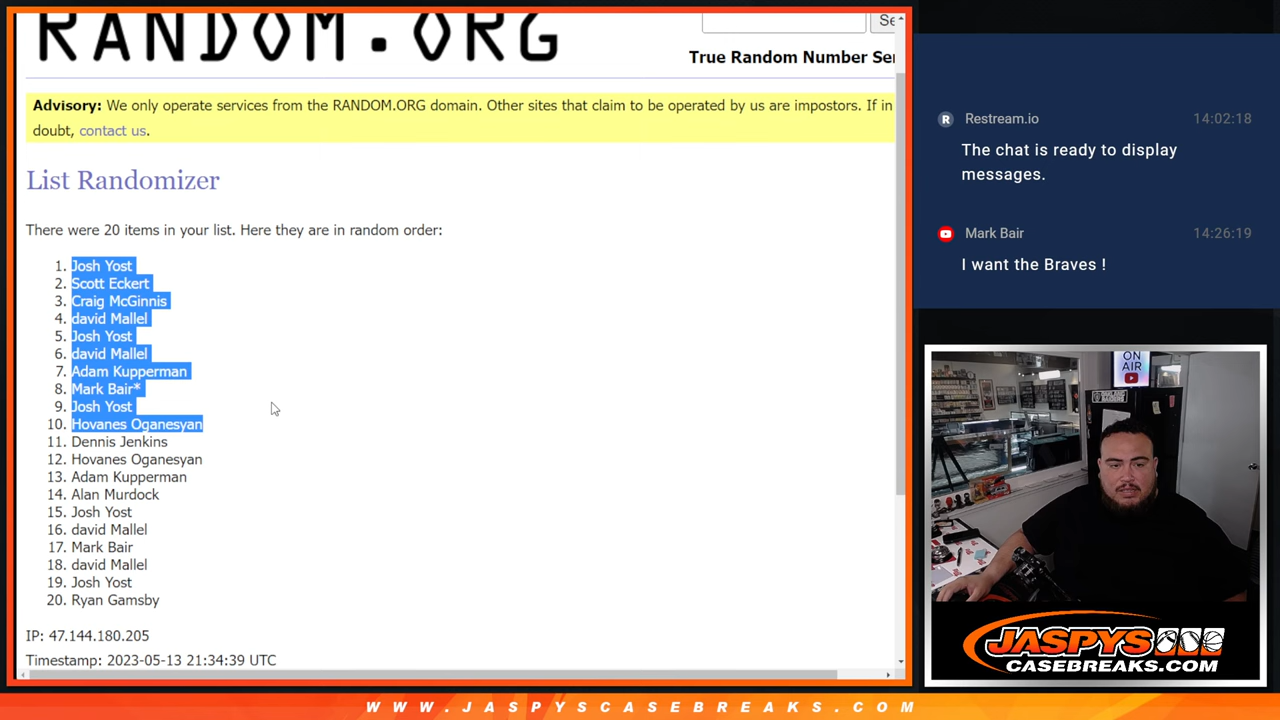 RANDOM.ORG
Se
True Random Number Ser
Advisory: We only operate services from the RANDOM.ORG domain. Other sites that claim to be operated by us are impostors. If in
doubt, contact us.
List Randomizer
There were 20 items in your list. Here they are in random order:
1. Josh Yost
2. Scott Eckert
3. Craig McGinnis
4. david Mallel
5. Josh Yost
6. david Mallel
7. Adam Kupperman
8. Mark Bair*
9. Josh Yost
10. Hovanes Oganesyan
11. Dennis Jenkins
12. Hovanes Oganesyan
13. Adam Kupperman
14. Alan Murdock
15. Josh Yost
16. david Mallel
17. Mark Bair
18. david Mallel
19. Josh Yost
20. Ryan Gamsby
IP: 47.144.180.205
Timestamp: 2023-05-13 21:34:39 UTC
R Restream.io 14:02:18
The chat is ready to display
messages.
Mark Bair 14:26:19
I want the Braves !
ON
AIR
JASPYS
CASEBREAKS.COM
WWW.JASPYSCASEBREAKS.COM